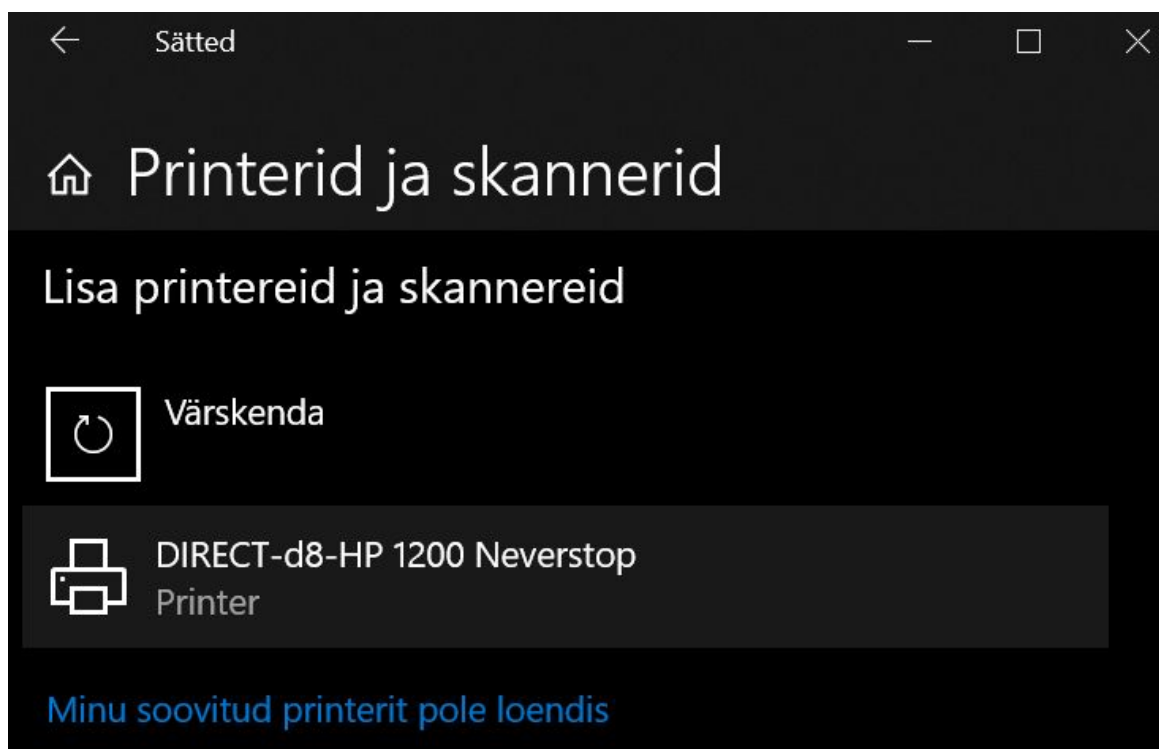 Sätted
Printerid ja skannerid
Lisa printereid ja skannereid
Värskenda
DIRECT-d8-HP 1200 Neverstop
Printer
Minu soovitud printerit pole loendis